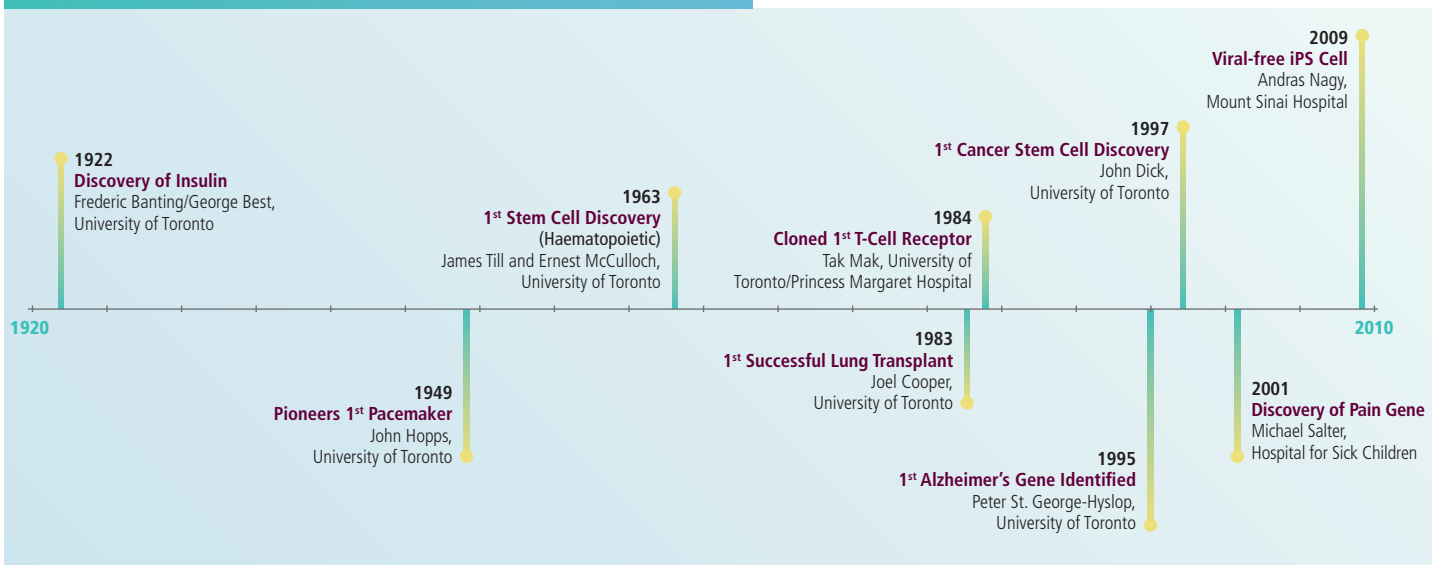 1922
Discovery of Insulin
Frederic Banting/George Best,
University of Toronto
1949
Pioneers 1st Pacemaker
John Hopps,
University of Toronto
1963
1st Stem Cell Discovery
(Haematopoietic)
James Till and Ernest McCulloch,
University of Toronto
1983
1st Successful Lung Transplant
Joel Cooper,
University of Toronto
1984
Cloned 1st T-Cell Receptor
Tak Mak, University of
Toronto/Princess Margaret Hospital
1995
1st Alzheimer’s Gene Identified
Peter St. George-Hyslop,
University of Toronto
1997
1st Cancer Stem Cell Discovery
John Dick,
University of Toronto
2001
Discovery of Pain Gene
Michael Salter,
Hospital for Sick Children
2009
Viral-free iPS Cell
Andras Nagy,
Mount Sinai Hospital
1920
2010